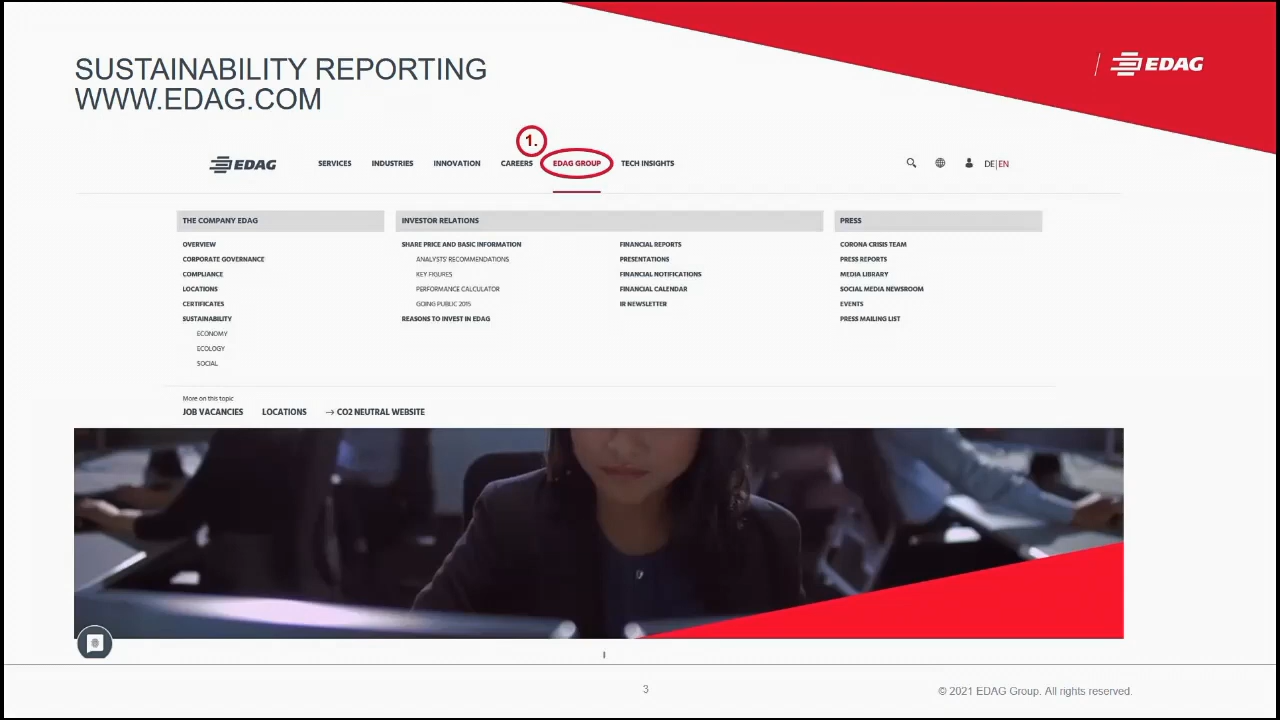 SUSTAINABILITY REPORTING
WWW.EDAG.COM
EDAG
1.
EDAG
SERVICES
INDUSTRIES
INNOVATION
CAREERS
EDAG GROUP
TECH INSIGHTS
DE|EN
THE COMPANY EDAG
OVERVIEW
CORPORATE GOVERNANCE
COMPLIANCE
LOCATIONS
CERTIFICATES
SUSTAINABILITY
ECONOMY
ECOLOGY
SOCIAL
INVESTOR RELATIONS
SHARE PRICE AND BASIC INFORMATION
ANALYSTS' RECOMMENDATIONS
KEY FIGURES
PERFORMANCE CALCULATOR
GOING PUBLIC 2015
REASONS TO INVEST IN EDAG
FINANCIAL REPORTS
PRESENTATIONS
FINANCIAL NOTIFICATIONS
FINANCIAL CALENDAR
IR NEWSLETTER
PRESS
CORONA CRISIS TEAM
PRESS REPORTS
MEDIA LIBRARY
SOCIAL MEDIA NEWSROOM
EVENTS
PRESS MAILING LIST
More on this topic
JOB VACANCIES
LOCATIONS
→ CO2 NEUTRAL WEBSITE
3
© 2021 EDAG Group. All rights reserved.